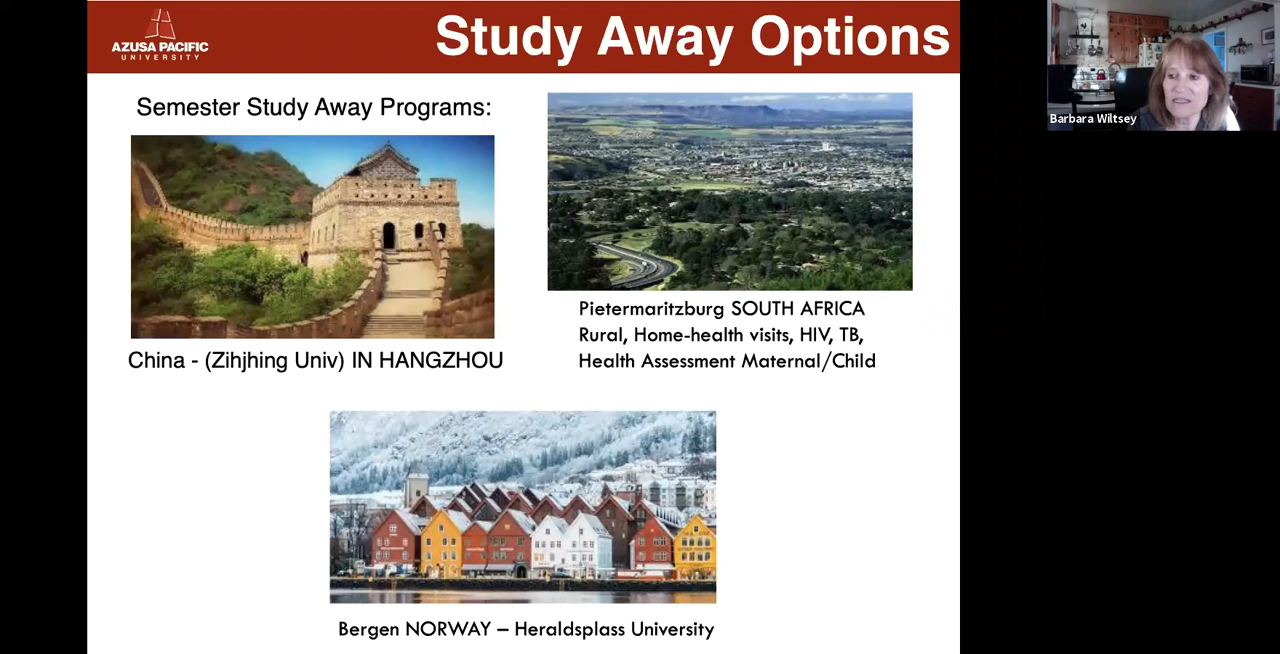 AZUSA PACIFIC
UNIVERSITY
Study Away Options
Semester Study Away Programs:
China - (Zihjhing Univ) IN HANGZHOU
Pietermaritzburg SOUTH AFRICA
Rural, Home-health visits, HIV, TB,
Health Assessment Maternal/Child
Bergen NORWAY – Heraldsplass University
Barbara Wiltsey